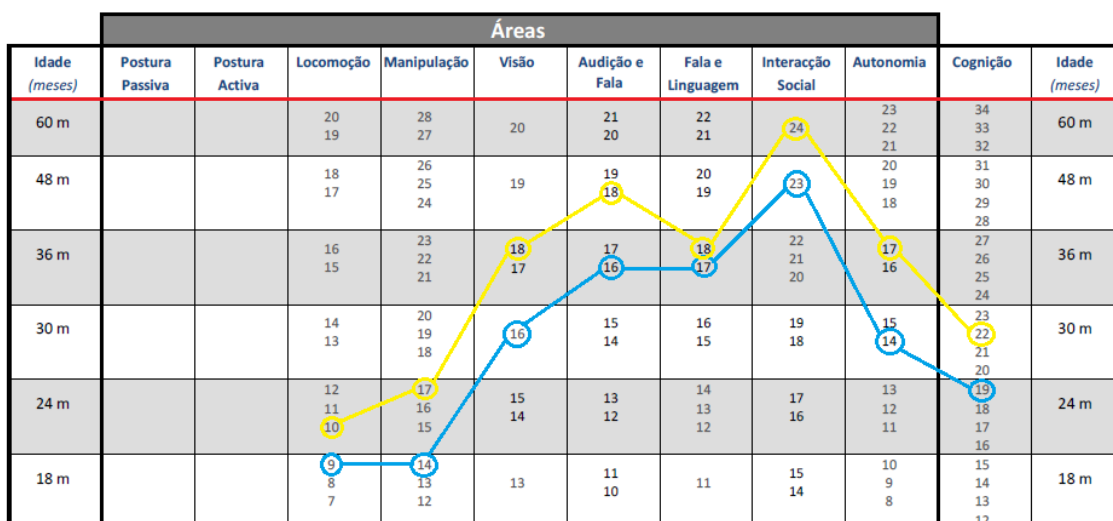 Áreas
Idade (meses) Postura Passiva Postura Activa Locomoção Manipulação Visão Audição e Fala Fala e Linguagem Interacção Social Autonomia Cognição Idade (meses)
60 m 20 19 28 27 20 21 20 22 21 24 23 22 21 34 33 32 60 m
48 m 18 17 26 25 24 19 19 18 20 19 23 20 19 18 31 30 29 28 48 m
36 m 16 15 23 22 21 18 17 17 16 18 17 22 21 20 17 16 27 26 25 24 36 m
30 m 14 13 20 19 18 16 15 14 16 15 19 18 15 14 23 22 21 20 30 m
24 m 12 11 10 17 16 15 15 14 13 12 14 13 12 17 16 13 12 11 19 18 17 16 24 m
18 m 9 8 7 14 13 12 13 11 10 11 15 14 10 9 8 15 14 13 12 18 m